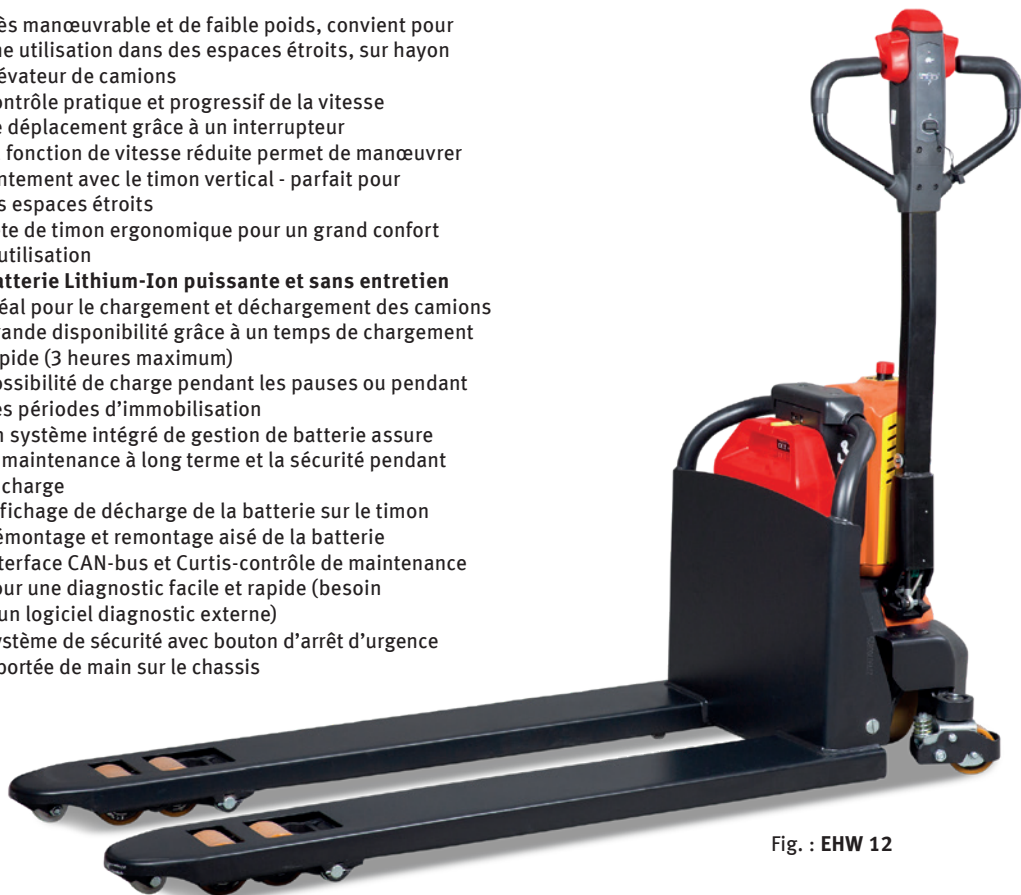 ès manœuvrable et de faible poids, convient pour
ne utilisation dans des espaces étroits, sur hayon
évateur de camions
ontrôle pratique et progressif de la vitesse
e déplacement grâce à un interrupteur
fonction de vitesse réduite permet de manœuvrer
ntement avec le timon vertical - parfait pour
s espaces étroits
te de timon ergonomique pour un grand confort
utilisation
atterie Lithium-Ion puissante et sans entretien
éal pour le chargement et déchargement des camions
rande disponibilité grâce à un temps de chargement
pide (3 heures maximum)
ossibilité de charge pendant les pauses ou pendant
es périodes d'immobilisation
n système intégré de gestion de batterie assure
maintenance à long terme et la sécurité pendant
charge
fichage de décharge de la batterie sur le timon
émontage et remontage aisé de la batterie
terface CAN-bus et Curtis-contrôle de maintenance
our une diagnostic facile et rapide (besoin
un logiciel diagnostic externe)
ystème de sécurité avec bouton d'arrêt d'urgence
portée de main sur le chassis
Fig. : EHW 12